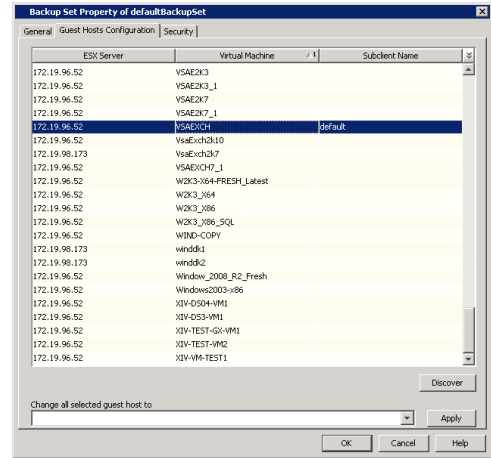 Backup Set Property of defaultBackupSet
General Guest Hosts Configuration Security
ESX Server Virtual Machine / 1 Subclient Name
172.19.96.52 VSAE2K3
172.19.96.52 VSAE2K3_1
172.19.96.52 VSAE2K7
172.19.96.52 VSAE2K7_1
172.19.96.52 VSAEXCH default
172.19.96.52 VsaExch2k10
172.19.98.173 VsaExch2k7
172.19.96.52 VSAEXCH7_1
172.19.96.52 W2K3-X64-FRESH_Latest
172.19.96.52 W2K3_X64
172.19.96.52 W2K3_X86
172.19.96.52 W2K3_X86_SQL
172.19.96.52 WIND-COPY
172.19.98.173 winddk1
172.19.98.173 winddk2
172.19.96.52 Window_2008_R2_Fresh
172.19.96.52 Windows2003-x86
172.19.96.52 XIV-DS04-VM1
172.19.96.52 XIV-DS3-VM1
172.19.96.52 XIV-TEST-GX-VM1
172.19.96.52 XIV-TEST-VM2
172.19.96.52 XIV-VM-TEST1
Discover
Change all selected guest host to
Apply
OK Cancel Help